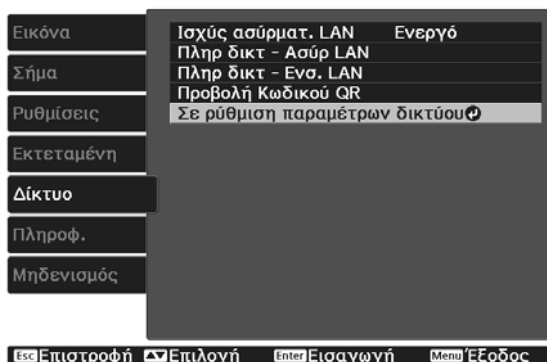 Εικόνα
Σήμα
Ρυθμίσεις
Εκτεταμένη
Δίκτυο
Πληροφ.
Μηδενισμός
Ισχύς ασύρματ. LAN Ενεργό
Πληρ δικτ - Ασύρ LAN
Πληρ δικτ - Ενσ. LAN
Προβολή Κωδικού QR
Σε ρύθμιση παραμέτρων δικτύου
Esc Επιστροφή Επιλογή Enter Εισαγωγή Menu Έξοδος